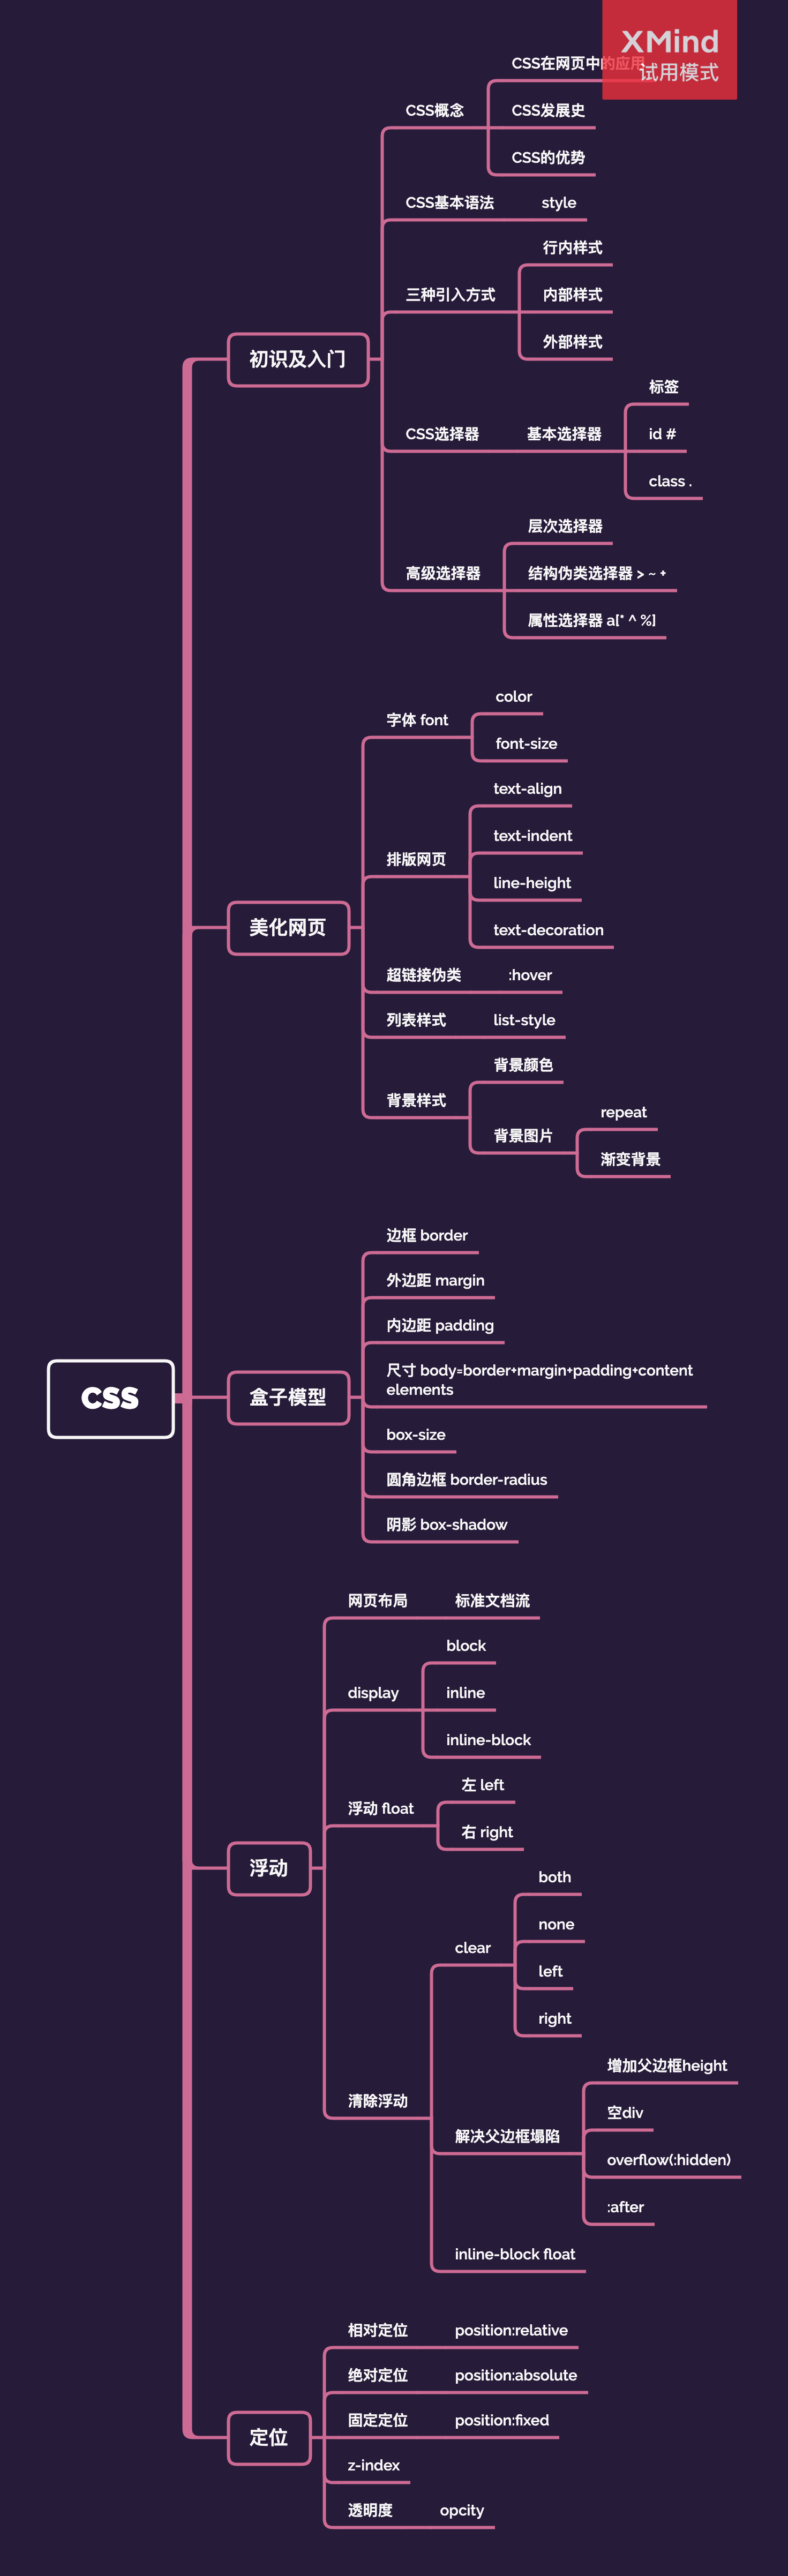 XMind
试用模式
CSS在网页中的应用
CSS概念
CSS发展史
CSS的优势
CSS基本语法
style
行内样式
三种引入方式
内部样式
外部样式
初识及入门
标签
CSS选择器
基本选择器
id #
class .
层次选择器
高级选择器
结构伪类选择器 > ~ +
属性选择器 a[* ^ %]
color
字体 font
font-size
text-align
text-indent
排版网页
line-height
美化网页
text-decoration
超链接伪类
:hover
列表样式
list-style
背景颜色
背景样式
repeat
背景图片
渐变背景
边框 border
外边距 margin
内边距 padding
尺寸 body=border+margin+padding+content
elements
CSS
盒子模型
box-size
圆角边框 border-radius
阴影 box-shadow
网页布局
标准文档流
block
display
inline
inline-block
左 left
浮动 float
右 right
浮动
both
none
clear
left
right
增加父边框height
清除浮动
空div
解决父边框塌陷
overflow(:hidden)
:after
inline-block float
相对定位
position:relative
绝对定位
position:absolute
固定定位
position:fixed
定位
z-index
透明度
opcity